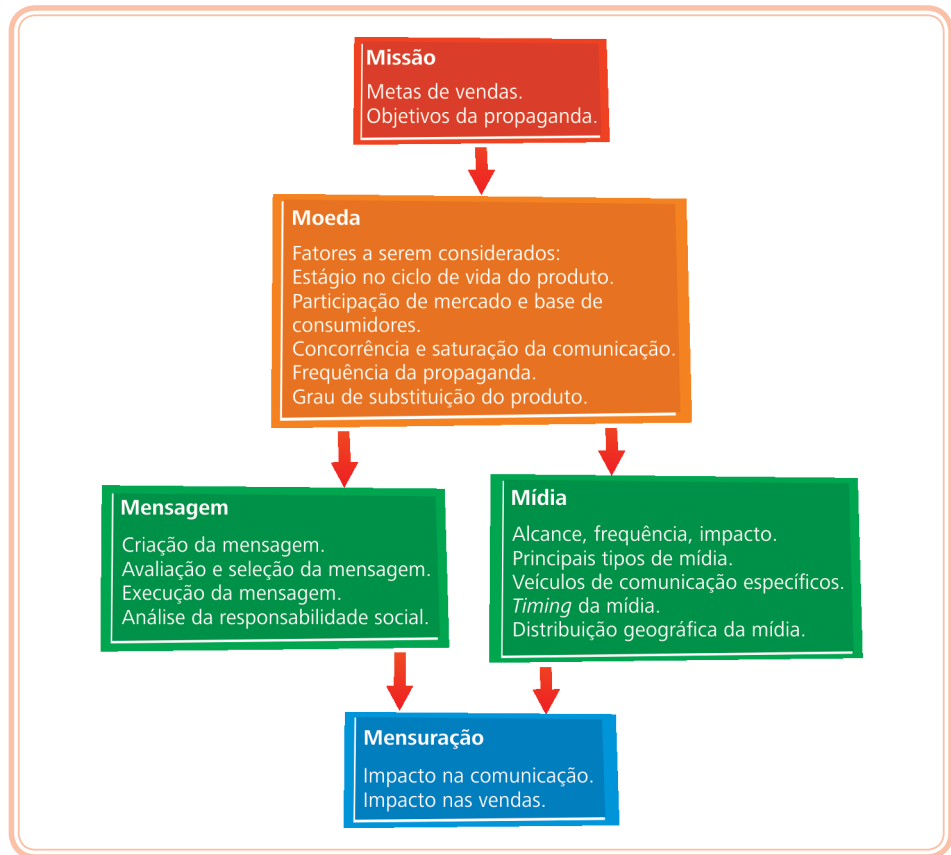 Missão
Metas de vendas.
Objetivos da propaganda.
Moeda
Fatores a serem considerados:
Estágio no ciclo de vida do produto.
Participação de mercado e base de
consumidores.
Concorrência e saturação da comunicação.
Frequência da propaganda.
Grau de substituição do produto.
Mensagem
Criação da mensagem.
Avaliação e seleção da mensagem.
Execução da mensagem.
Análise da responsabilidade social.
Mídia
Alcance, frequência, impacto.
Principais tipos de mídia.
Veículos de comunicação específicos.
Timing da mídia.
Distribuição geográfica da mídia.
Mensuração
Impacto na comunicação.
Impacto nas vendas.